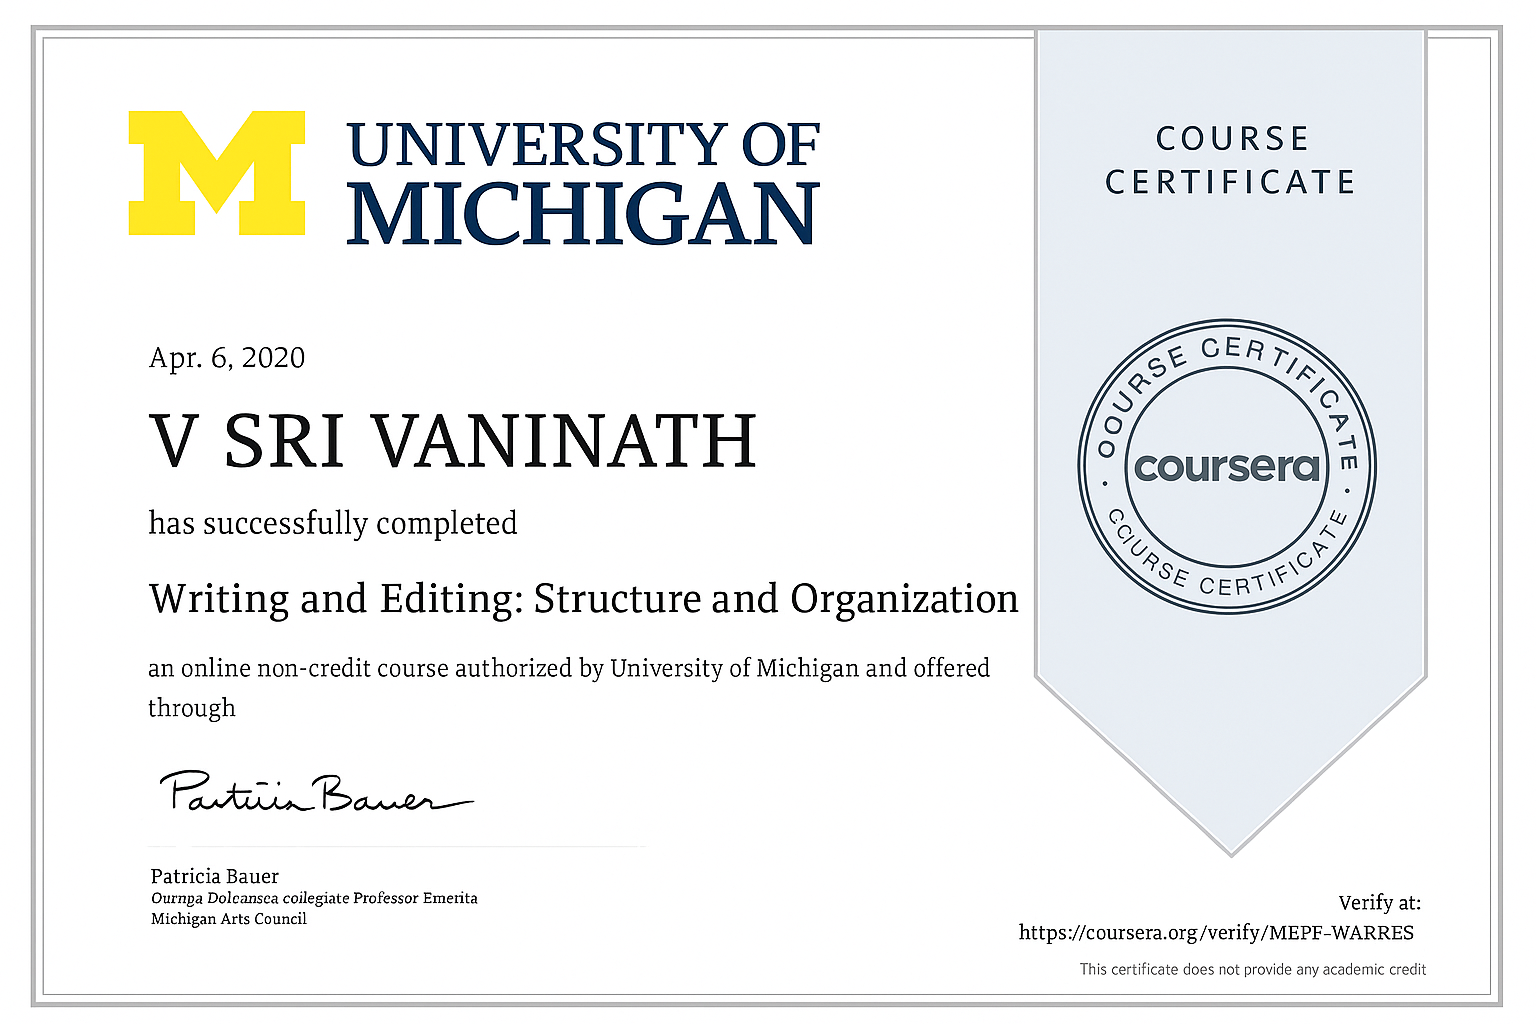 M
UNIVERSITY OF
MICHIGAN
COURSE
CERTIFICATE
Apr. 6, 2020
V SRI VANINATH
has successfully completed
Writing and Editing: Structure and Organization
an online non-credit course authorized by University of Michigan and offered
through
OOURSE CERTIFICATE
coursera
CCIURSE CERTIFICATE
Partiiia Bauer
Patricia Bauer
Ournpa Dolcansca collegiate Professor Emerita
Michigan Arts Council
Verify at:
https://coursera.org/verify/MEPF-WARRES
This certificate does not provide any academic credit